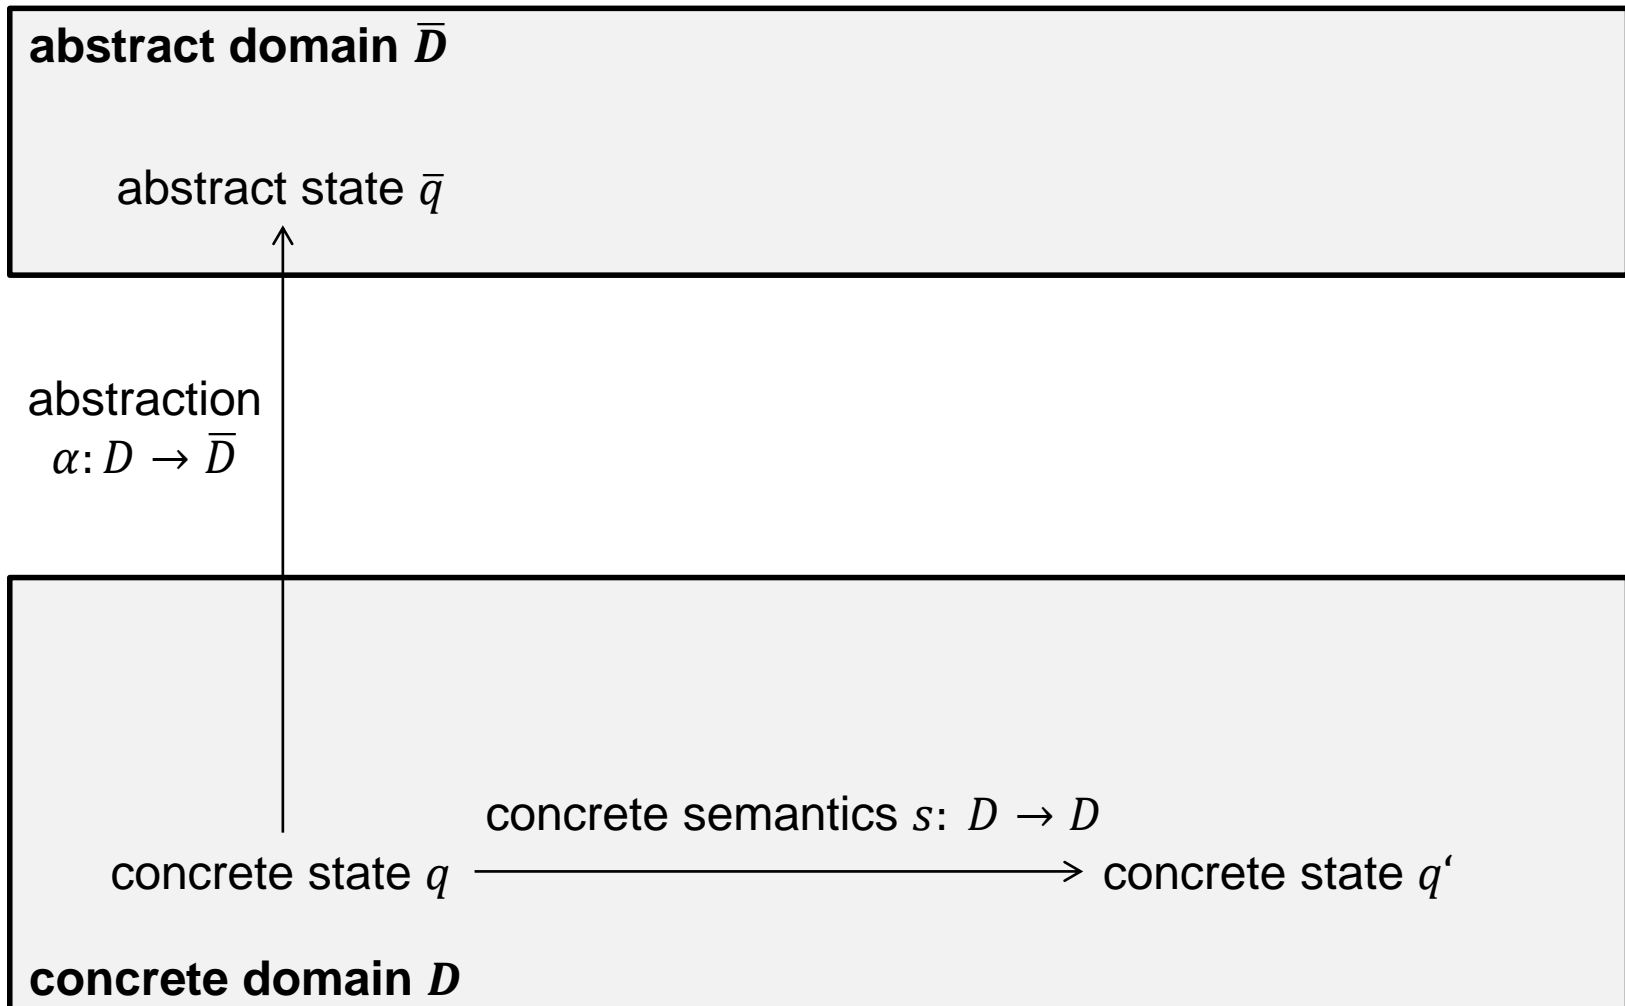 abstract domain D̅
abstract state q̅
abstraction
α: D → D̅
concrete semantics s: D → D
concrete state q
concrete state q‘
concrete domain D